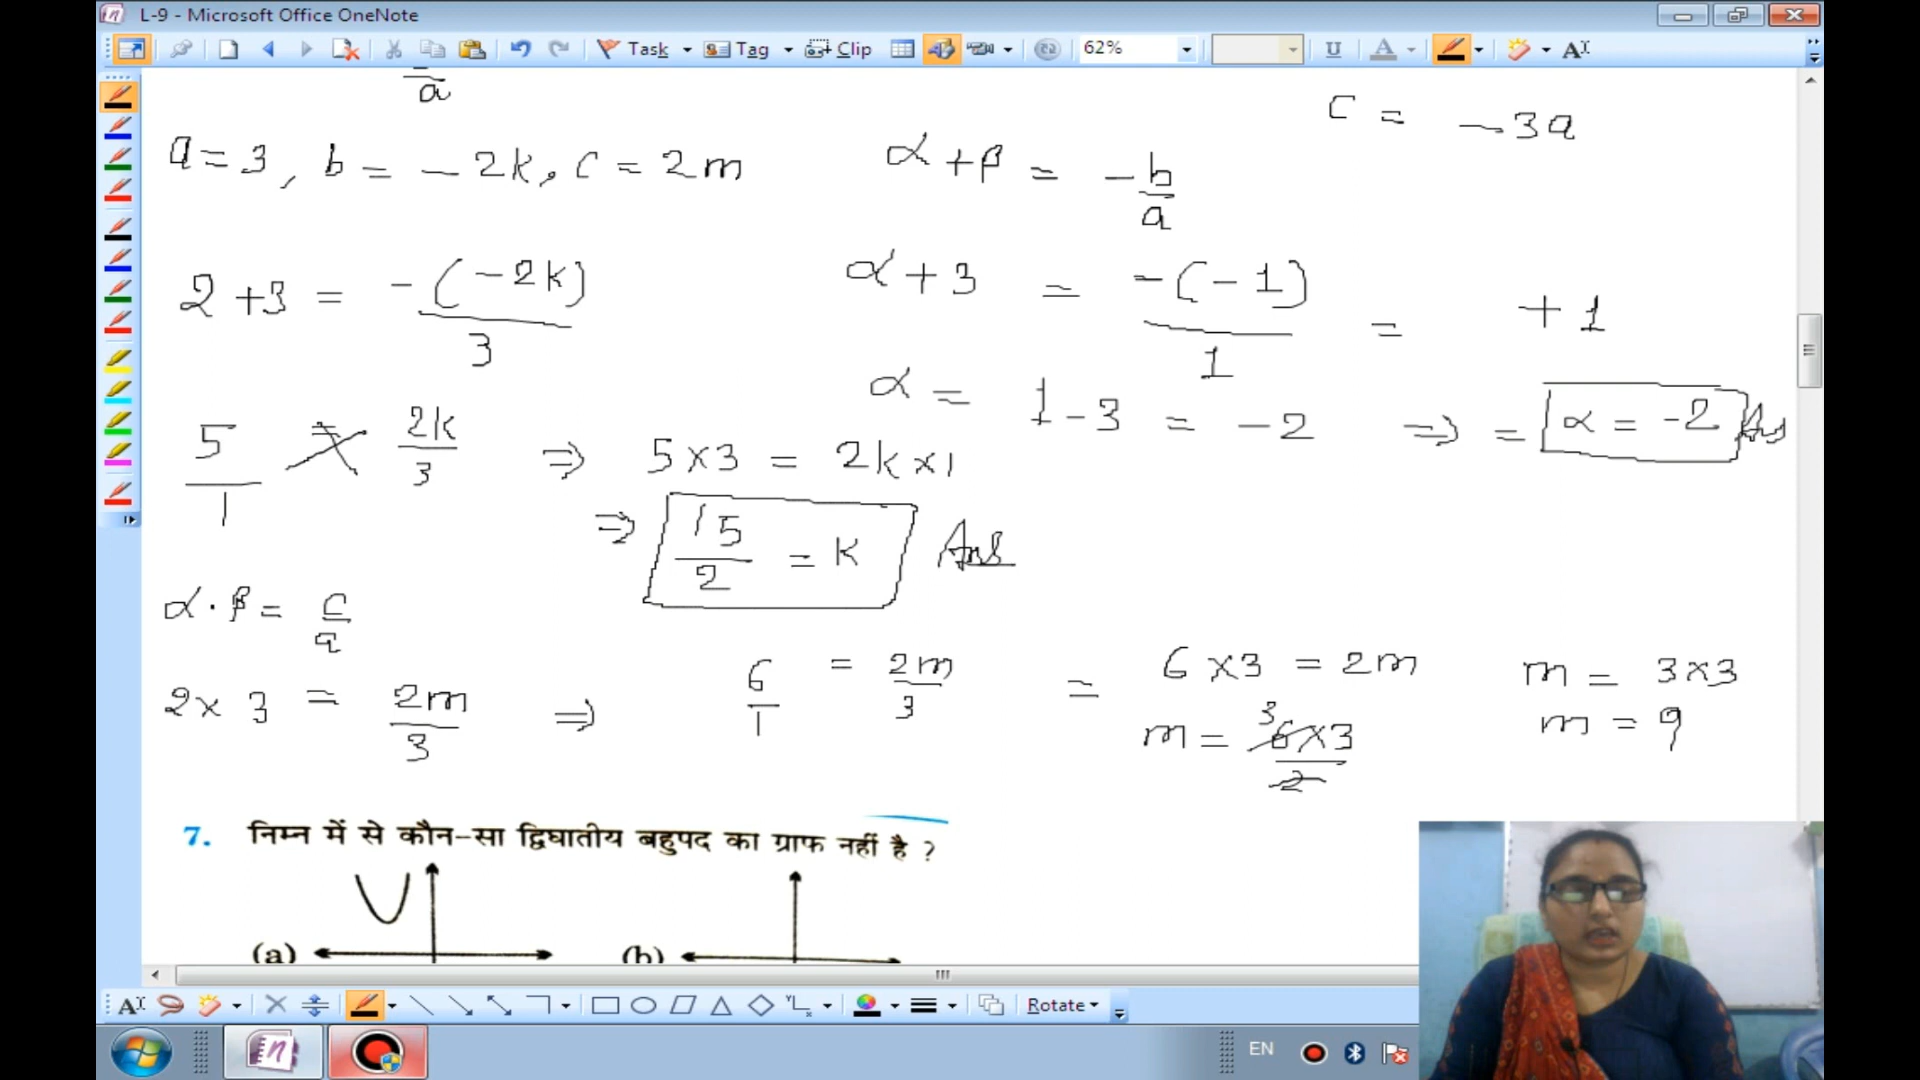 L-9 - Microsoft Office OneNote
Task Tag Clip 62% U A A
a
c = -3a
a = 3, b = -2k, c = 2m
α + β = -b/a
2 + 3 = -(-2k)/3
α + 3 = -(-1)/1 = +1
α = 1 - 3 = -2 ⇒ = α = -2 Ans
5/1 = 2k/3 ⇒ 5 × 3 = 2k × 1
⇒ 15/2 = k Ans
α · β = c/a
2 × 3 = 2m/3 ⇒ 6/1 = 2m/3 = 6 × 3 = 2m
m = 6 × 3/2 3
m = 3 × 3
m = 9
7. निम्न में से कौन-सा द्विघातीय बहुपद का ग्राफ नहीं है ?
(a) (b)
A Rotate
EN